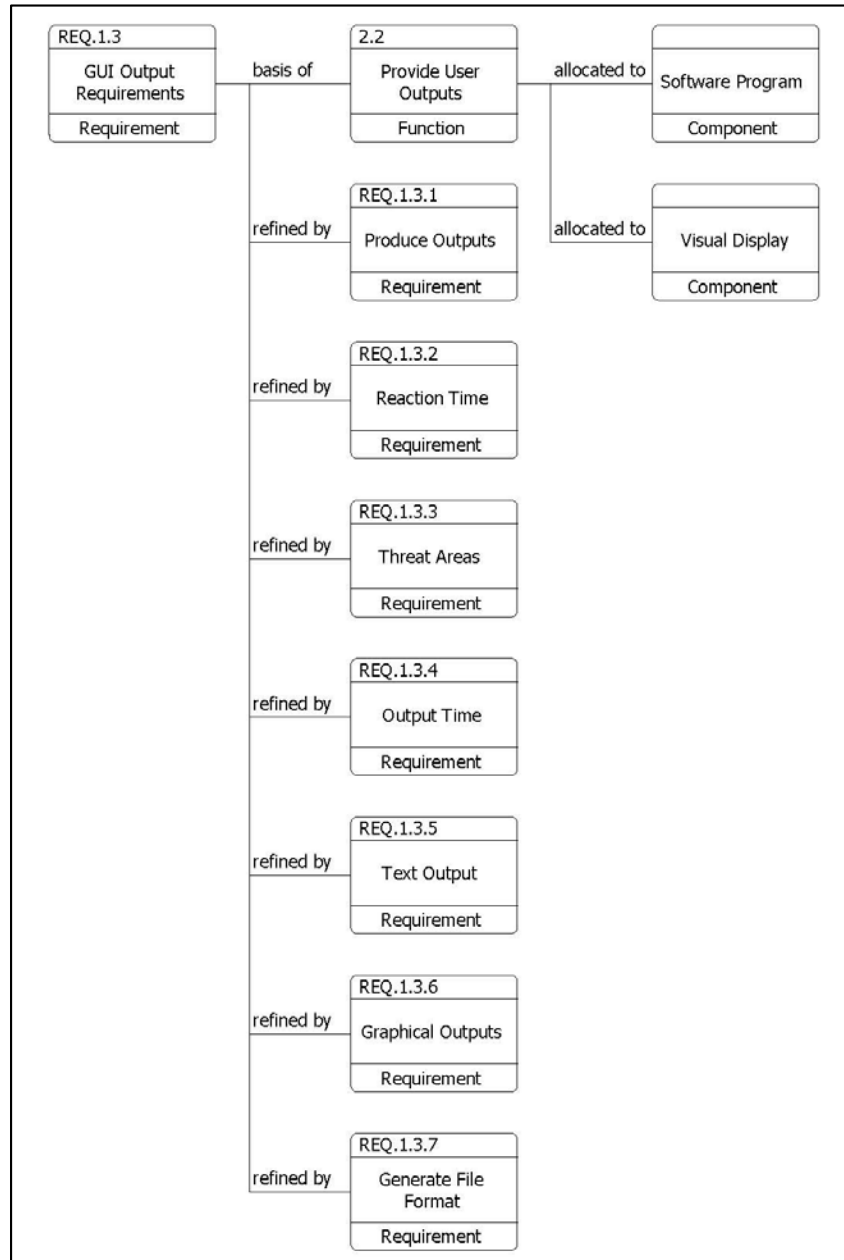 REQ.1.3
GUI Output
Requirements
Requirement
basis of
2.2
Provide User
Outputs
Function
allocated to
Software Program
Component
allocated to
Visual Display
Component
refined by
REQ.1.3.1
Produce Outputs
Requirement
refined by
REQ.1.3.2
Reaction Time
Requirement
refined by
REQ.1.3.3
Threat Areas
Requirement
refined by
REQ.1.3.4
Output Time
Requirement
refined by
REQ.1.3.5
Text Output
Requirement
refined by
REQ.1.3.6
Graphical Outputs
Requirement
refined by
REQ.1.3.7
Generate File
Format
Requirement